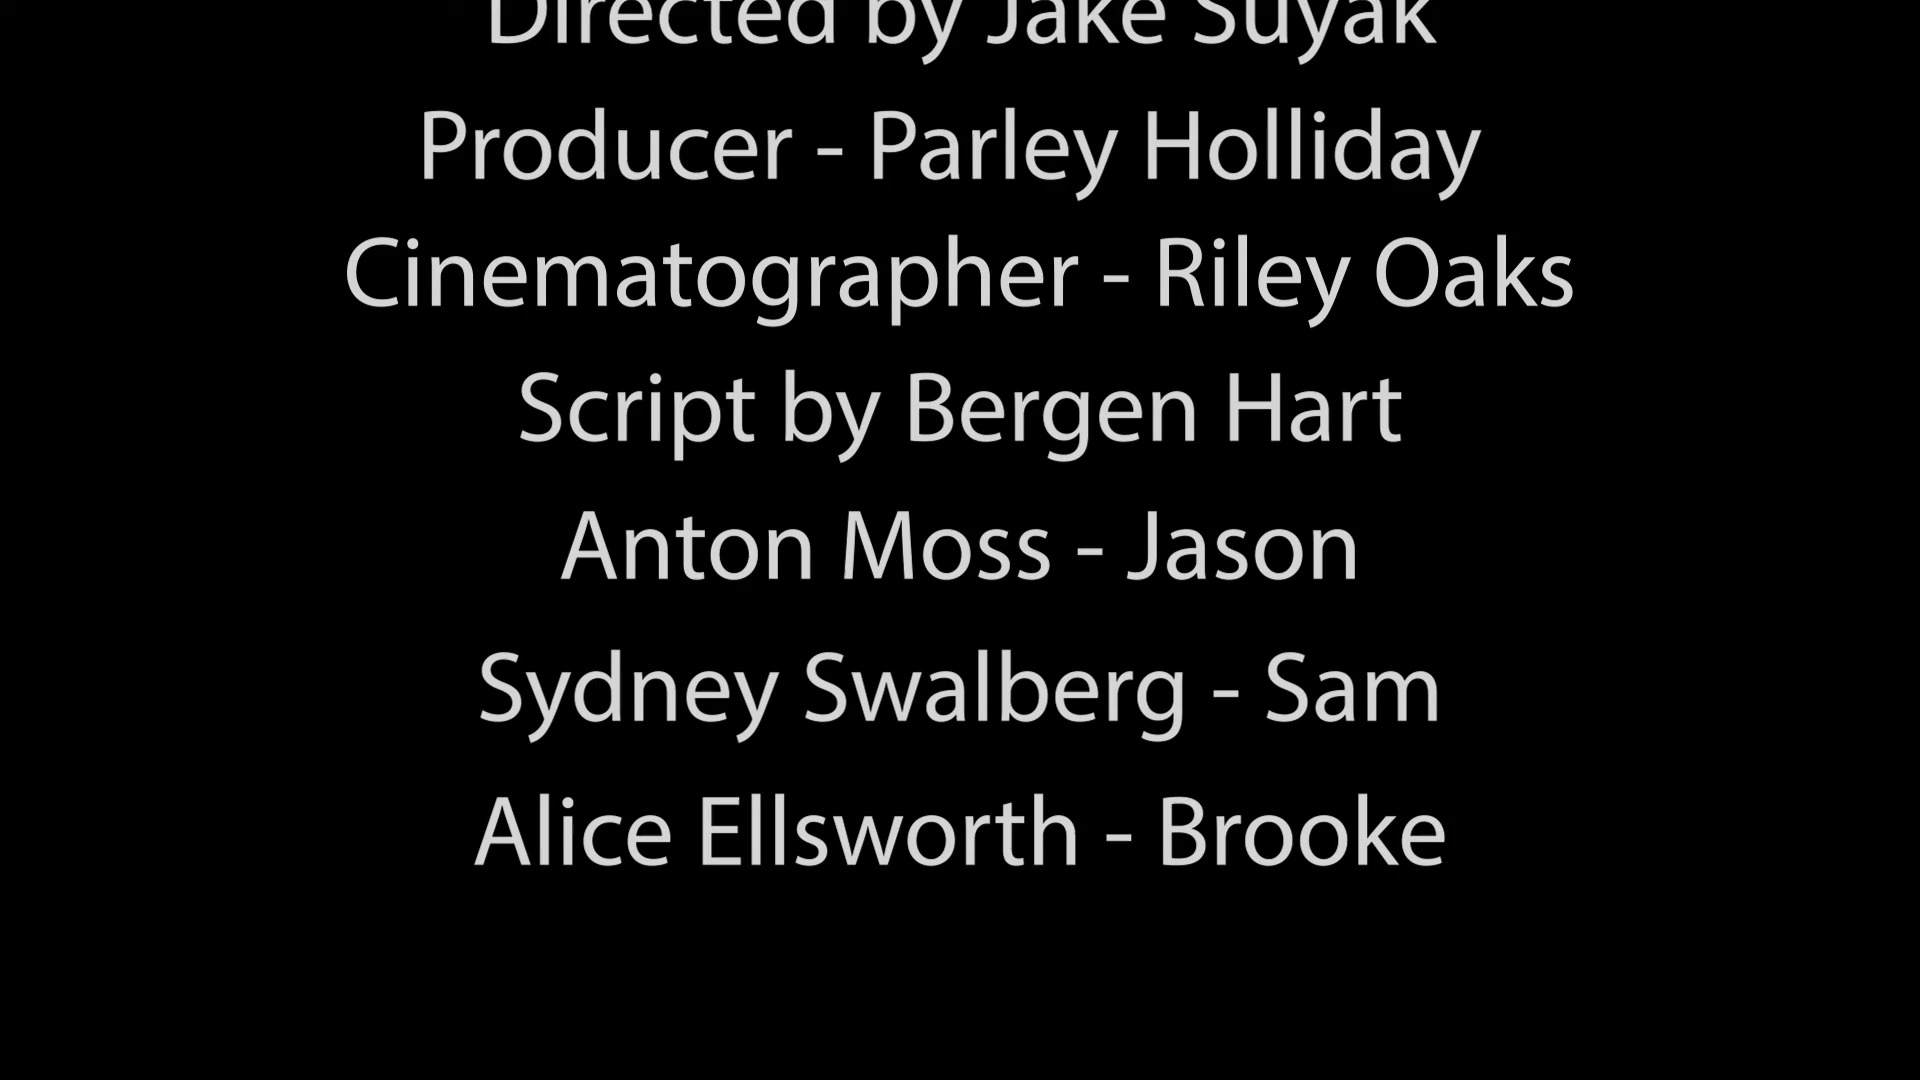 Directed by Jake Suyak
Producer - Parley Holliday
Cinematographer - Riley Oaks
Script by Bergen Hart
Anton Moss - Jason
Sydney Swalberg - Sam
Alice Ellsworth - Brooke